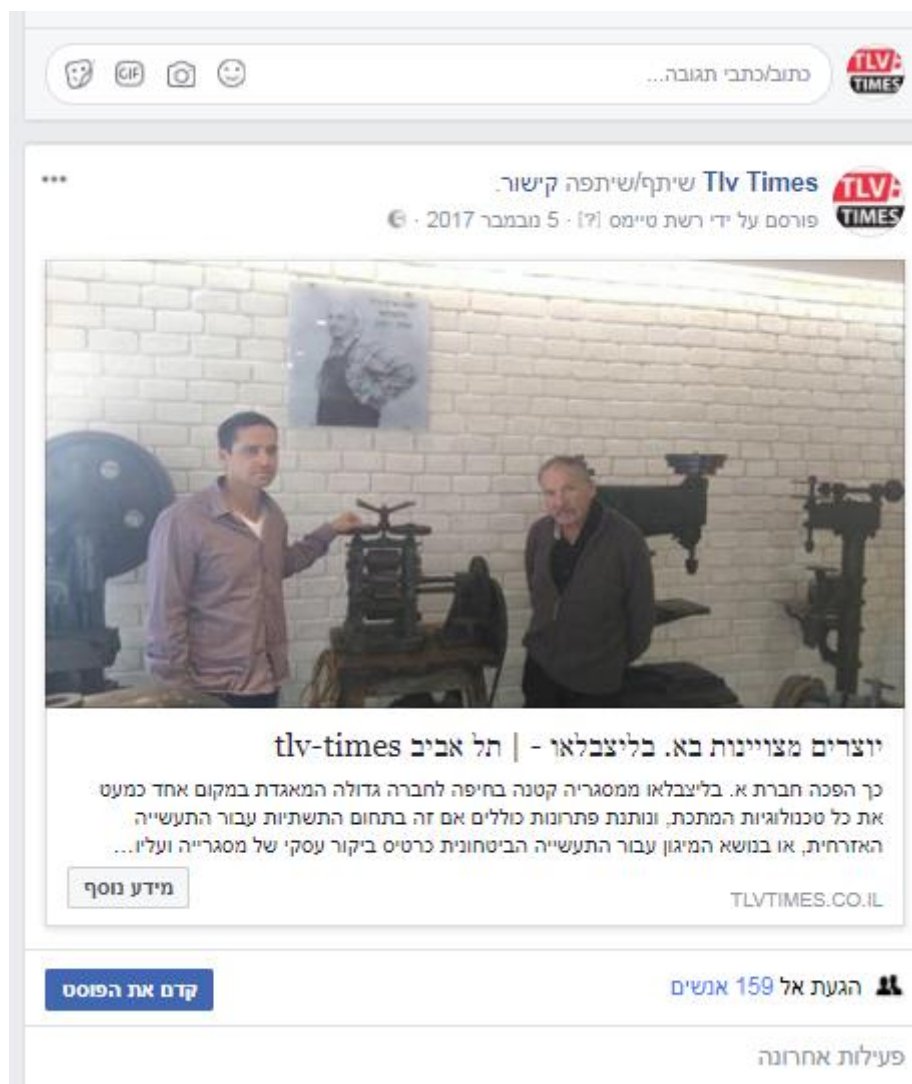 כתוב/כתבי תגובה...
GIF
TLV
TIMES
Tlv Times שיתף/שיתפה קישור.
פורסם על ידי רשת טיימס [?] · 5 נובמבר 2017 ·
TLV
TIMES
יוצרים מצויינות בא. בליצבלאו - | תל אביב tlv-times
כך הפכה חברת א. בליצבלאו ממסגריה קטנה בחיפה לחברה גדולה המאגדת במקום אחד כמעט
את כל טכנולוגיות המתכת, ונותנת פתרונות כוללים אם זה בתחום התשתיות עבור התעשייה
האזרחית, או בנושא המיגון עבור התעשייה הביטחונית כרטיס ביקור עסקי של מסגרייה ועליו...
מידע נוסף
TLVTIMES.CO.IL
הגעת אל 159 אנשים
קדם את הפוסט
פעילות אחרונה